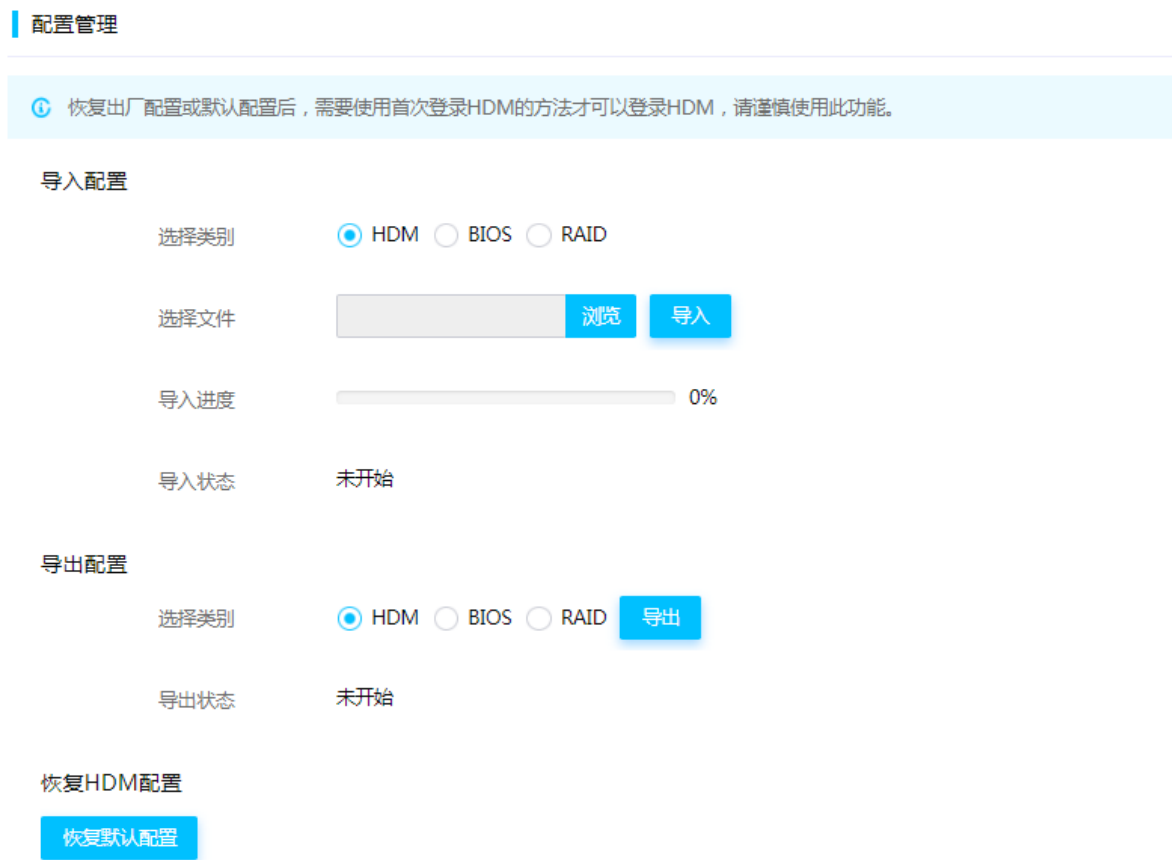 配置管理
恢复出厂配置或默认配置后，需要使用首次登录HDM的方法才可以登录HDM，请谨慎使用此功能。
导入配置
选择类别 HDM BIOS RAID
选择文件 浏览 导入
导入进度 0%
导入状态 未开始
导出配置
选择类别 HDM BIOS RAID 导出
导出状态 未开始
恢复HDM配置
恢复默认配置